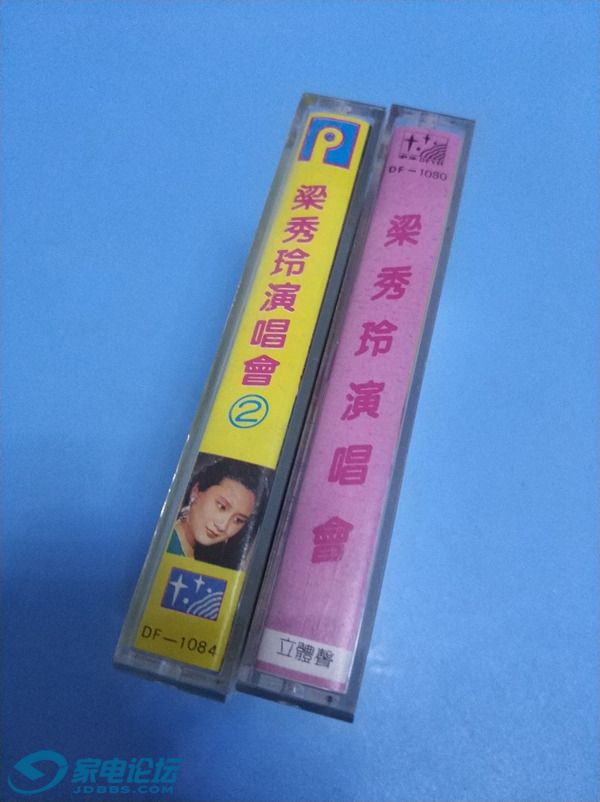 P
梁秀玲演唱會②
DF—1084
DF—1080
梁秀玲演唱會
立體聲
家电论坛
JDBBS.COM